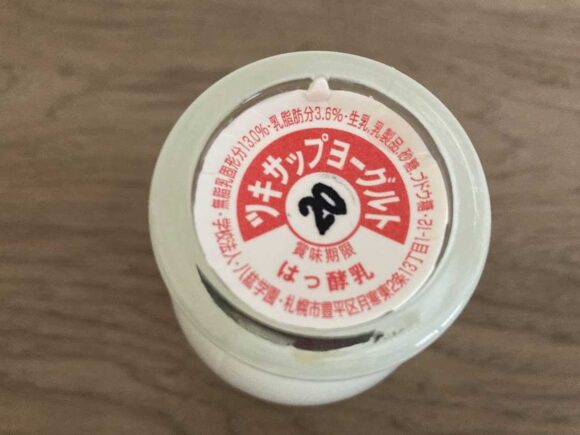 ・無脂乳固形分13.0%・乳脂肪分3.6%・生乳,乳製品,砂糖,ブドウ糖・
ツキサップヨーグルト
20
賞味期限
はっ酵乳
学校法人・八紘学園・札幌市豊平区月寒東2条13丁目1-12・